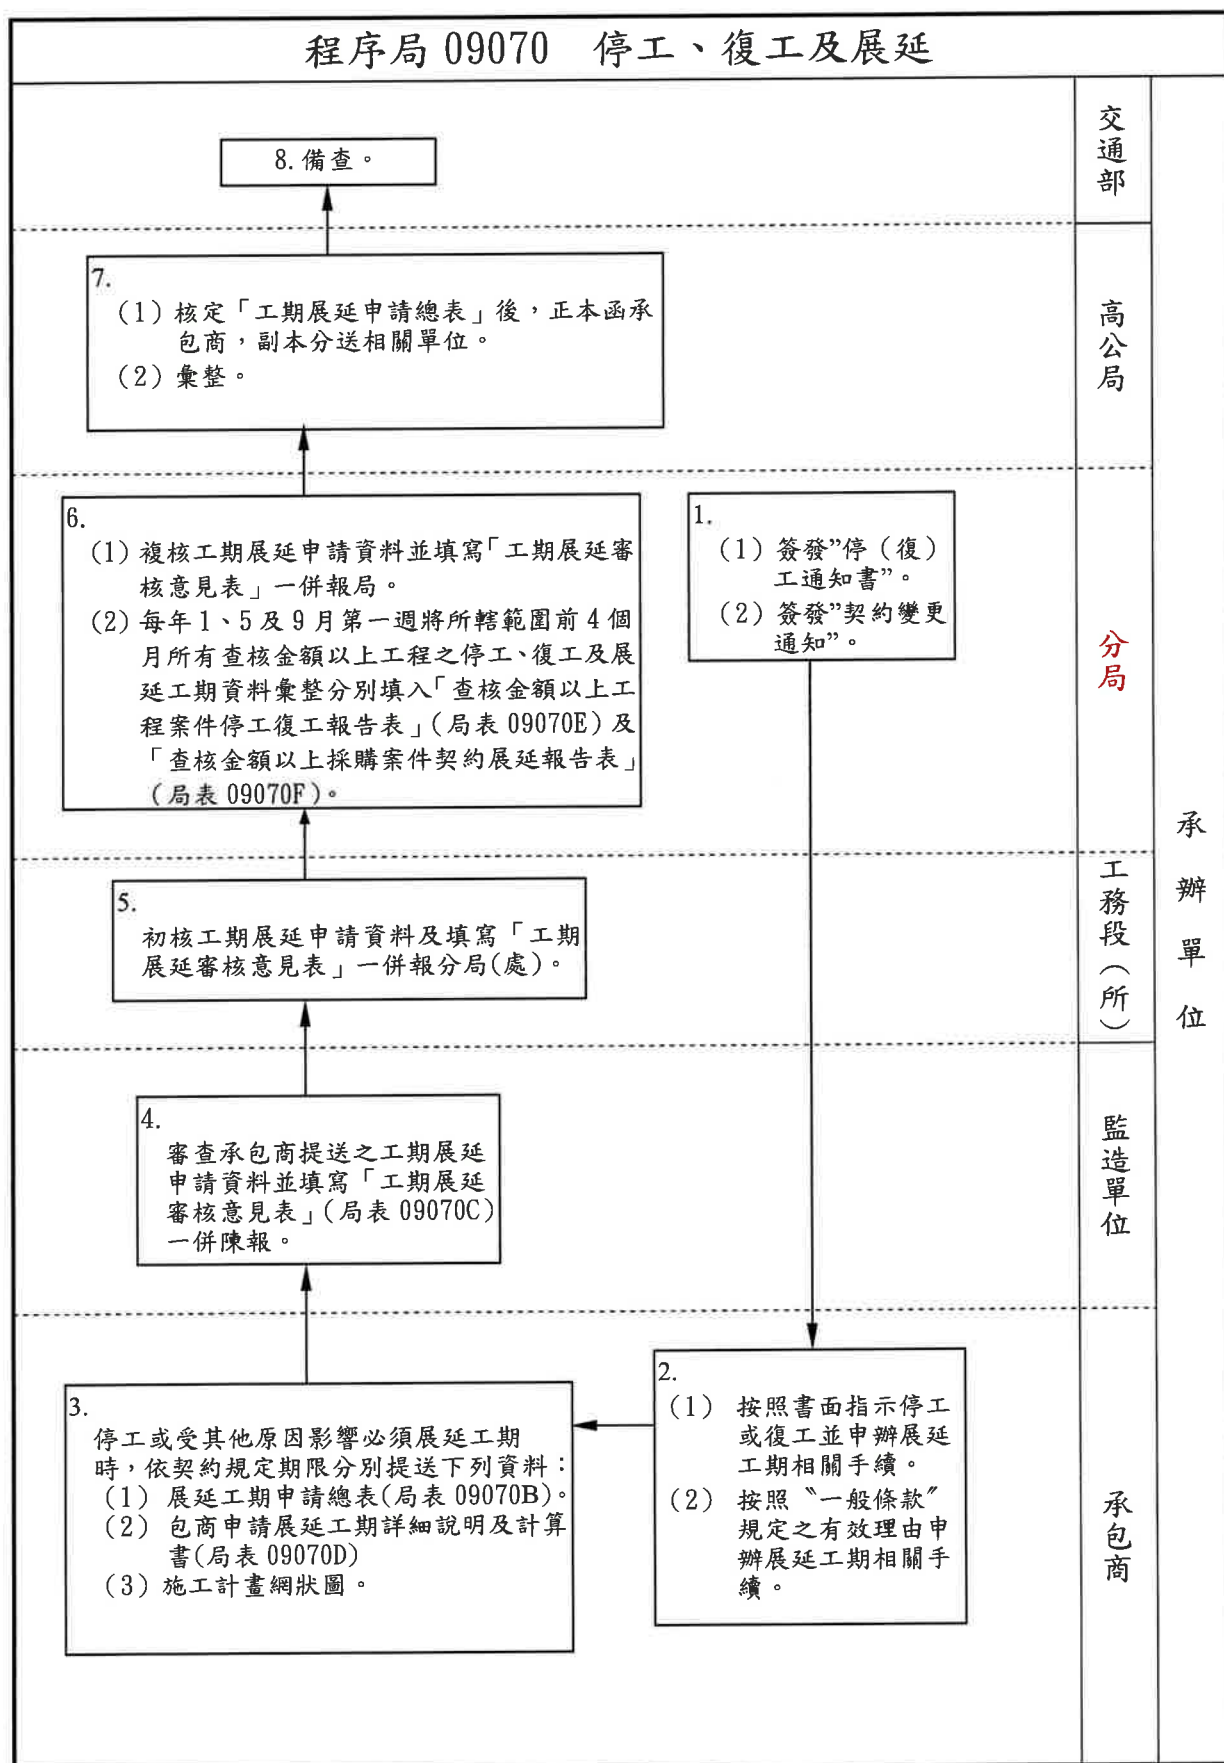 程序局 09070 停工、復工及展延
交通部
8. 備查。
高公局
7.
(1) 核定「工期展延申請總表」後，正本函承
包商，副本分送相關單位。
(2) 彙整。
分局
6.
(1) 複核工期展延申請資料並填寫「工期展延審
核意見表」一併報局。
(2) 每年 1、5 及 9 月第一週將所轄範圍前 4 個
月所有查核金額以上工程之停工、復工及展
延工期資料彙整分別填入「查核金額以上工
程案件停工復工報告表」(局表 09070E) 及
「查核金額以上採購案件契約展延報告表」
(局表 09070F)。
1.
(1) 簽發”停 (復)
工通知書”。
(2) 簽發”契約變更
通知”。
承辦單位
工務段（所）
5.
初核工期展延申請資料及填寫「工期
展延審核意見表」一併報分局(處)。
監造單位
4.
審查承包商提送之工期展延
申請資料並填寫「工期展延
審核意見表」(局表 09070C)
一併陳報。
承包商
2.
(1) 按照書面指示停工
或復工並申辦展延
工期相關手續。
(2) 按照〝一般條款〞
規定之有效理由申
辦展延工期相關手
續。
3.
停工或受其他原因影響必須展延工期
時，依契約規定期限分別提送下列資料：
(1) 展延工期申請總表(局表 09070B)。
(2) 包商申請展延工期詳細說明及計算
書(局表 09070D)
(3) 施工計畫網狀圖。